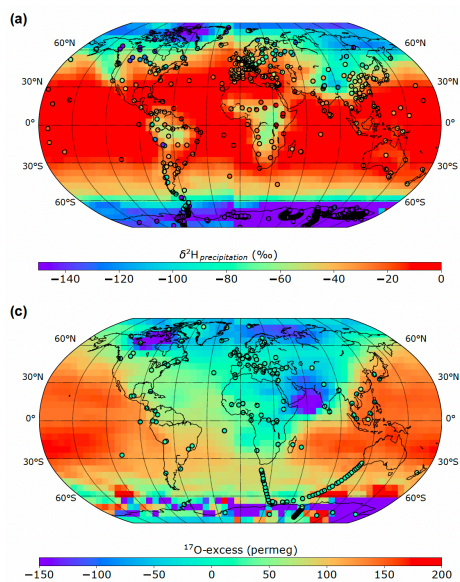 (a)
60°N 60°N
30°N 30°N
0° 0°
30°S 30°S
60°S 60°S
δ²H precipitation (‰)
−140 −120 −100 −80 −60 −40 −20 0
(c)
60°N 60°N
30°N 30°N
0° 0°
30°S 30°S
60°S 60°S
¹⁷O-excess (permeg)
−150 −100 −50 0 50 100 150 200